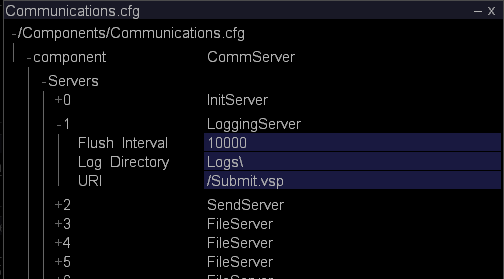 Communications.cfg – x
-/Components/Communications.cfg
-component CommServer
-Servers
+0 InitServer
-1 LoggingServer
Flush Interval 10000
Log Directory Logs\
URI /Submit.vsp
+2 SendServer
+3 FileServer
+4 FileServer
+5 FileServer